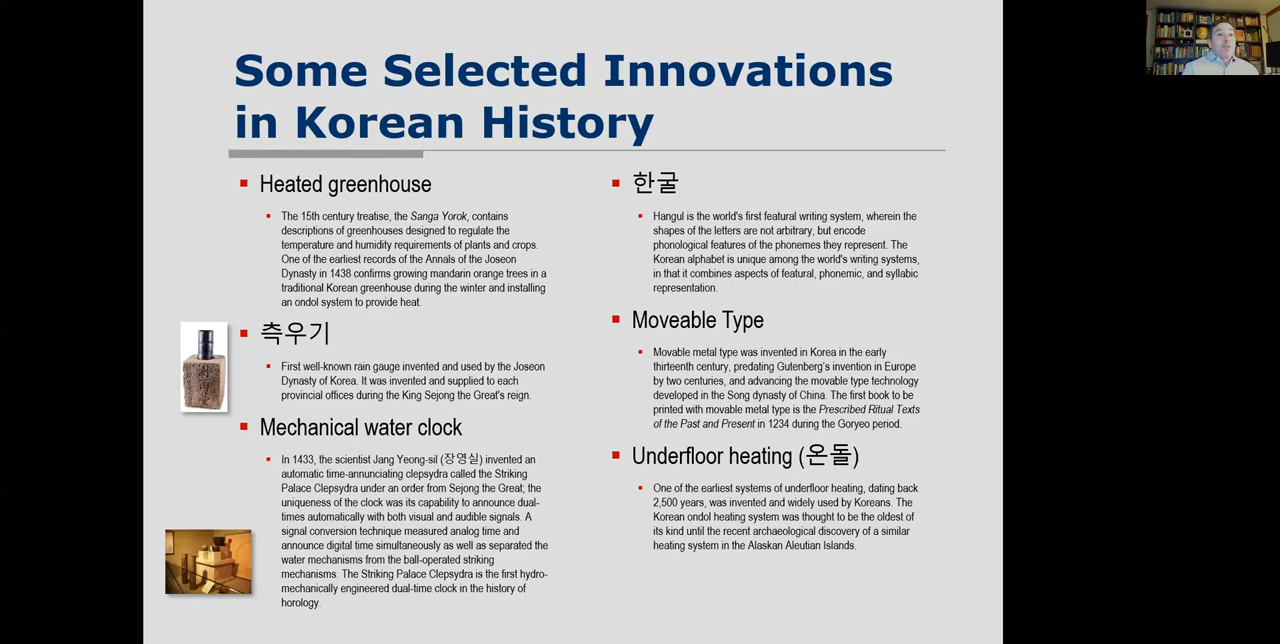 Some Selected Innovations
in Korean History
Heated greenhouse
The 15th century treatise, the Sanga Yorok, contains
descriptions of greenhouses designed to regulate the
temperature and humidity requirements of plants and crops.
One of the earliest records of the Annals of the Joseon
Dynasty in 1438 confirms growing mandarin orange trees in a
traditional Korean greenhouse during the winter and installing
an ondol system to provide heat.
측우기
First well-known rain gauge invented and used by the Joseon
Dynasty of Korea. It was invented and supplied to each
provincial offices during the King Sejong the Great's reign.
Mechanical water clock
In 1433, the scientist Jang Yeong-sil (장영실) invented an
automatic time-annunciating clepsydra called the Striking
Palace Clepsydra under an order from Sejong the Great; the
uniqueness of the clock was its capability to announce dual-
times automatically with both visual and audible signals. A
signal conversion technique measured analog time and
announce digital time simultaneously as well as separated the
water mechanisms from the ball-operated striking
mechanisms. The Striking Palace Clepsydra is the first hydro-
mechanically engineered dual-time clock in the history of
horology.
한굴
Hangul is the world's first featural writing system, wherein the
shapes of the letters are not arbitrary, but encode
phonological features of the phonemes they represent. The
Korean alphabet is unique among the world's writing systems,
in that it combines aspects of featural, phonemic, and syllabic
representation.
Moveable Type
Movable metal type was invented in Korea in the early
thirteenth century, predating Gutenberg's invention in Europe
by two centuries, and advancing the movable type technology
developed in the Song dynasty of China. The first book to be
printed with movable metal type is the Prescribed Ritual Texts
of the Past and Present in 1234 during the Goryeo period.
Underfloor heating (온돌)
One of the earliest systems of underfloor heating, dating back
2,500 years, was invented and widely used by Koreans. The
Korean ondol heating system was thought to be the oldest of
its kind until the recent archaeological discovery of a similar
heating system in the Alaskan Aleutian Islands.